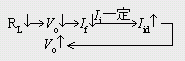 R_L↓→V_o↓→I_f↓ I_i一定→ I_id↑
V_o↑←